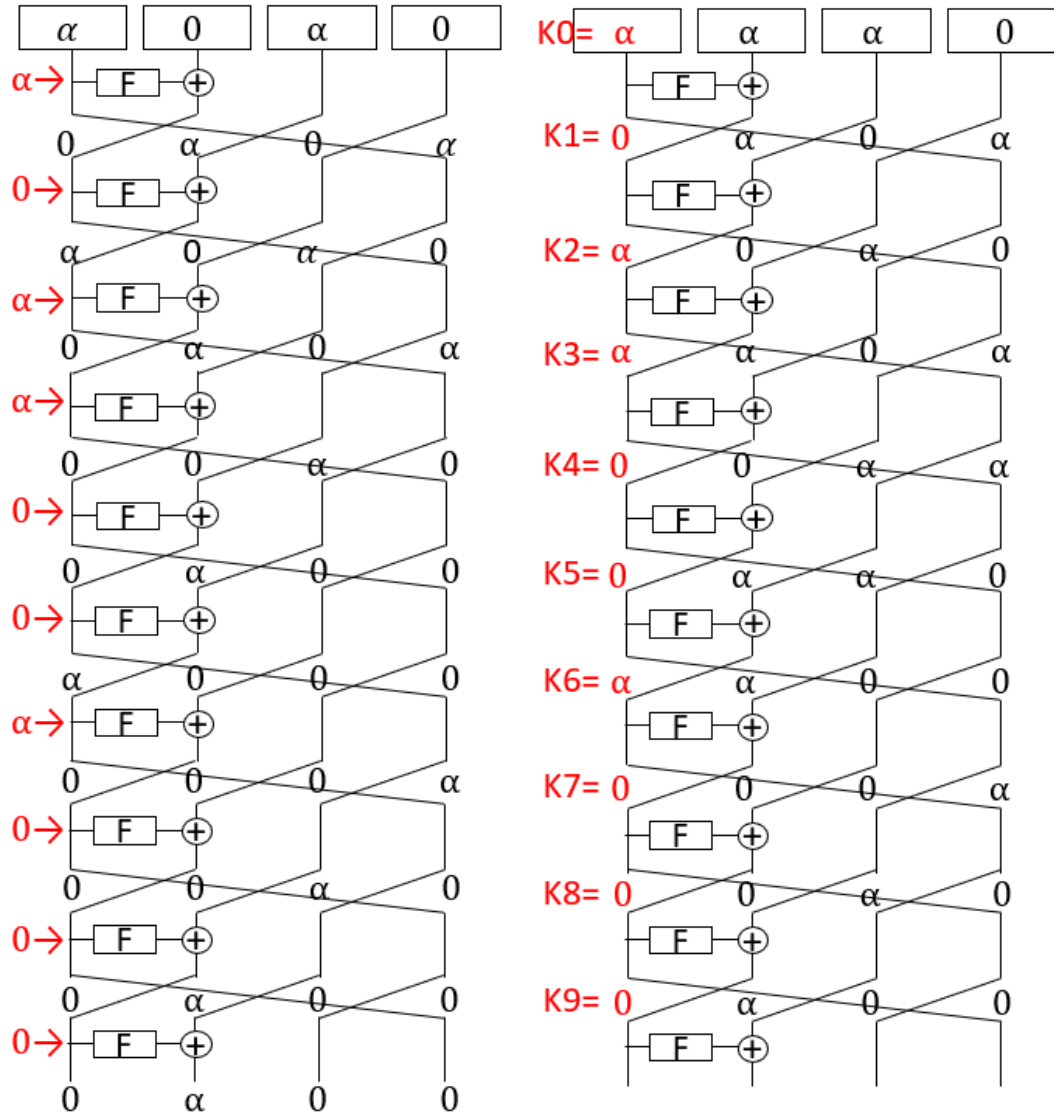 α 0 α 0 K0= α α α 0
α→ F + F +
0 α 0 α K1= 0 α 0 α
0→ F + F +
α 0 α 0 K2= α 0 α 0
α→ F + F +
0 α 0 α K3= α α 0 α
α→ F + F +
0 0 α 0 K4= 0 0 α α
0→ F + F +
0 α 0 0 K5= 0 α α 0
0→ F + F +
α 0 0 0 K6= α α 0 0
α→ F + F +
0 0 0 α K7= 0 0 0 α
0→ F + F +
0 0 α 0 K8= 0 0 α 0
0→ F + F +
0 α 0 0 K9= 0 α 0 0
0→ F + F +
0 α 0 0